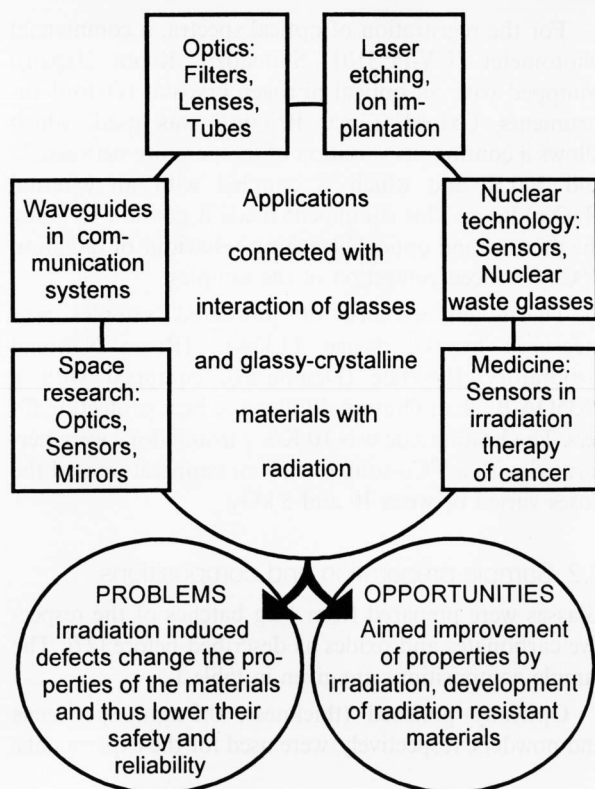 Optics:
Filters,
Lenses,
Tubes
Laser
etching,
Ion im-
plantation
Waveguides
in com-
munication
systems
Applications
connected with
interaction of glasses
and glassy-crystalline
materials with
radiation
Nuclear
technology:
Sensors,
Nuclear
waste glasses
Space
research:
Optics,
Sensors,
Mirrors
Medicine:
Sensors in
irradiation
therapy
of cancer
PROBLEMS
Irradiation induced
defects change the pro-
perties of the materials
and thus lower their
safety and
reliability
OPPORTUNITIES
Aimed improvement
of properties by
irradiation, development
of radiation resistant
materials